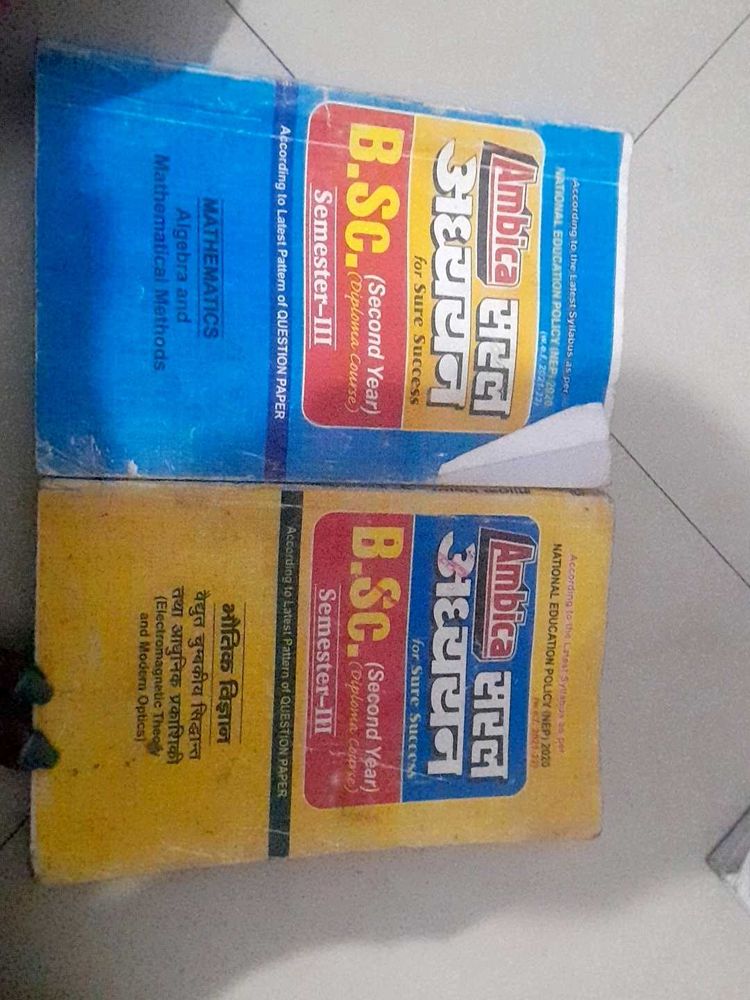 According to the Latest Syllabus as per
NATIONAL EDUCATION POLICY (NEP) 2020
(w.e.f. 2021-22)
Ambica सरल
अध्ययन
for Sure Success
B.Sc. (Second Year)
(Diploma Course)
Semester-III
According to Latest Pattern of QUESTION PAPER
MATHEMATICS
Algebra and
Mathematical Methods
According to the Latest Syllabus as per
NATIONAL EDUCATION POLICY (NEP) 2020
Ambica सरल
अध्ययन
for Sure Success
B.Sc. (Second Year)
(Diploma Course)
Semester-III
According to Latest Pattern of QUESTION PAPER
भौतिक विज्ञान
वैद्युत चुम्बकीय सिद्धान्त
तथा आधुनिक प्रकाशिकी
(Electromagnetic Theory
and Modern Optics)